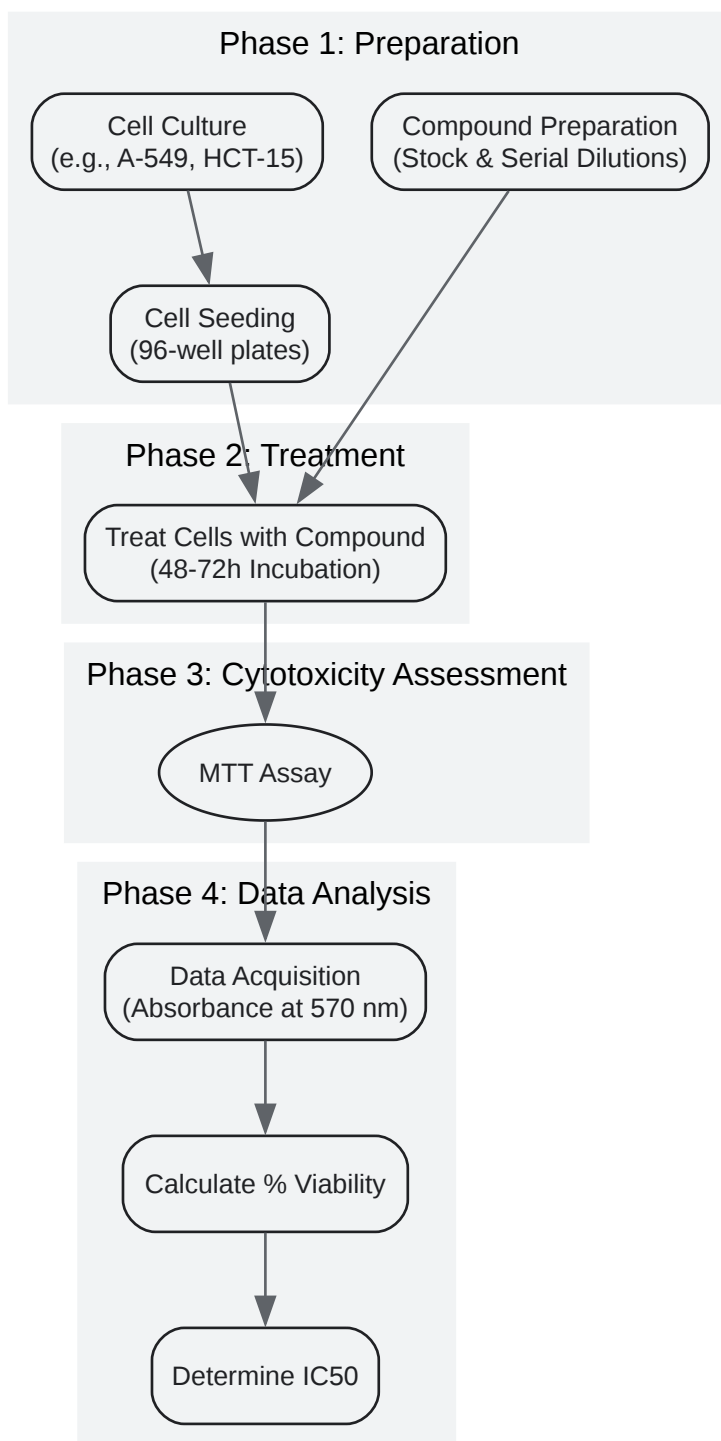 Phase 1: Preparation
Cell Culture
(e.g., A-549, HCT-15)
Compound Preparation
(Stock & Serial Dilutions)
Cell Seeding
(96-well plates)
Phase 2: Treatment
Treat Cells with Compound
(48-72h Incubation)
Phase 3: Cytotoxicity Assessment
MTT Assay
Phase 4: Data Analysis
Data Acquisition
(Absorbance at 570 nm)
Calculate % Viability
Determine IC50